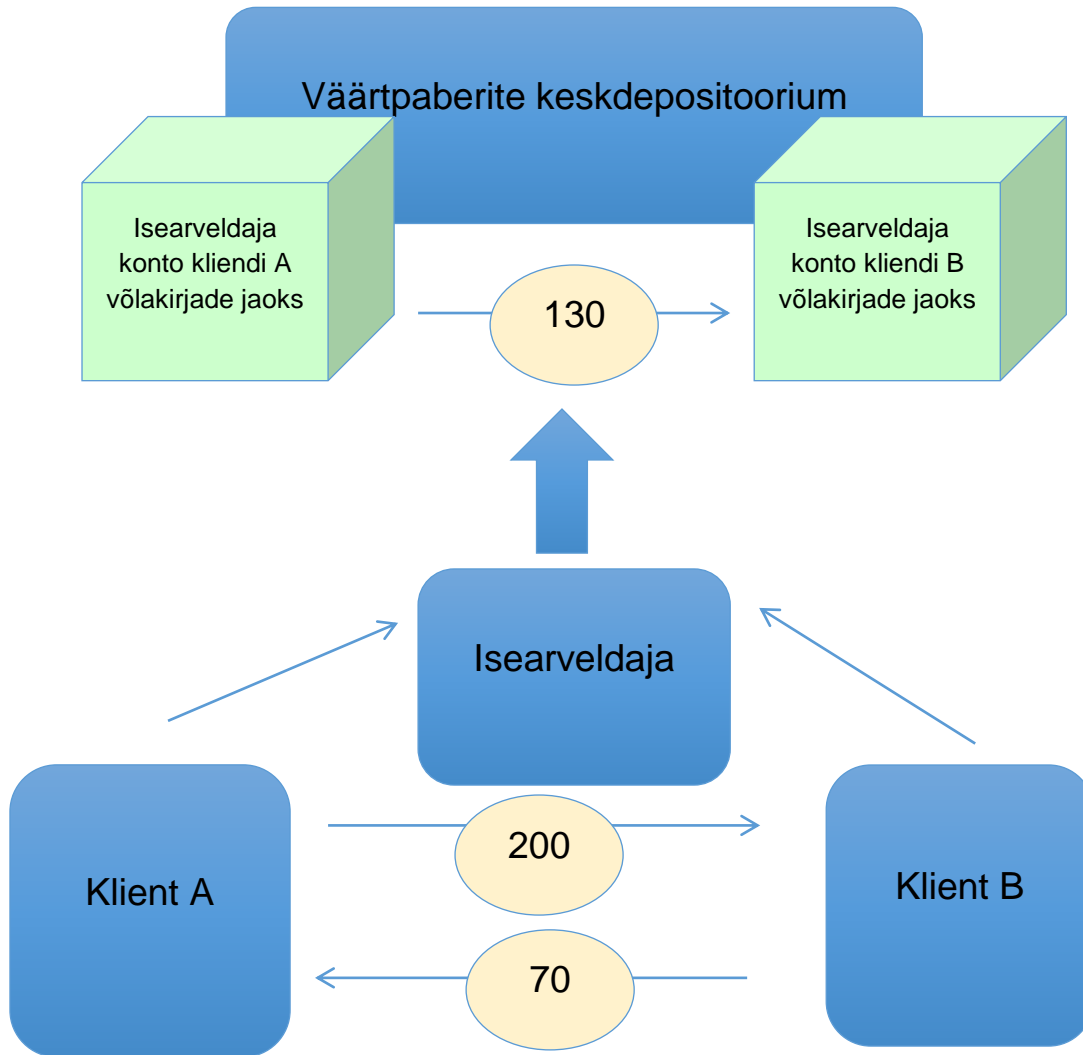 Väärtpaberite keskdepositoorium
Isearveldaja
konto kliendi A
võlakirjade jaoks
Isearveldaja
konto kliendi B
võlakirjade jaoks
130
Isearveldaja
200
Klient A
Klient B
70